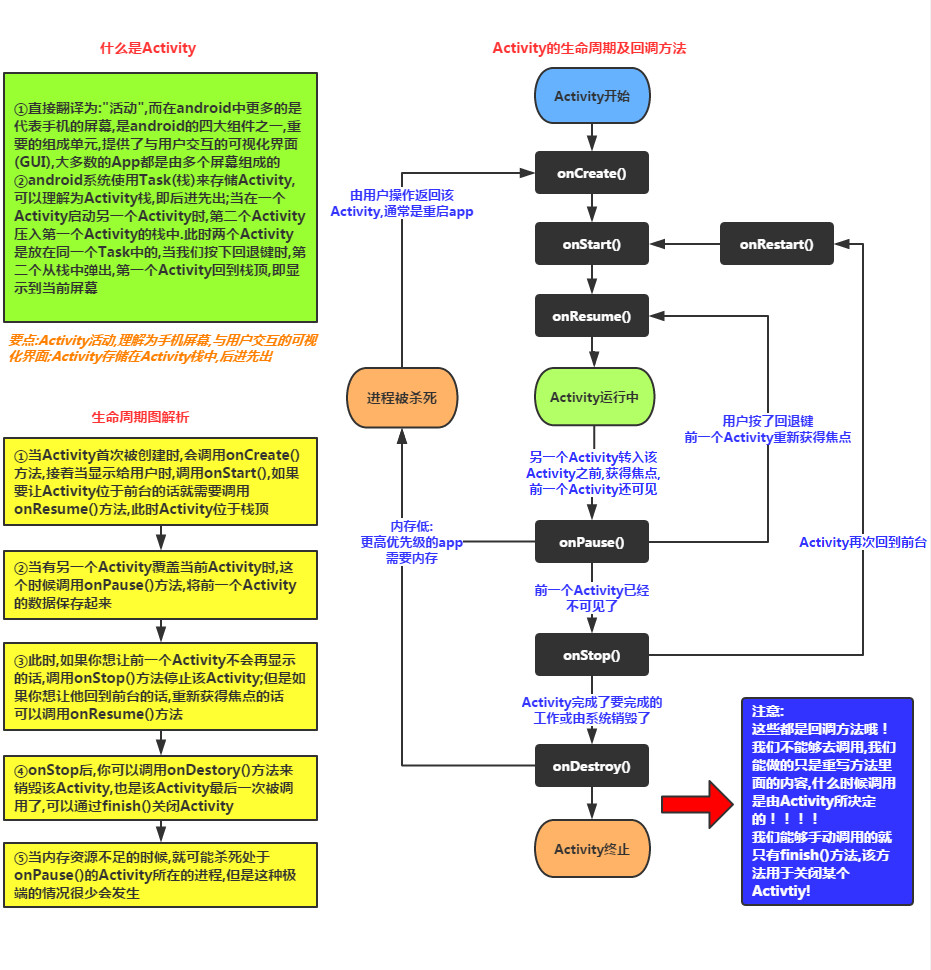 什么是Activity
①直接翻译为:"活动",而在android中更多的是
代表手机的屏幕,是android的四大组件之一,重
要的组成单元,提供了与用户交互的可视化界面
(GUI),大多数的App都是由多个屏幕组成的
②android系统使用Task(栈)来存储Activity,
可以理解为Activity栈,即后进先出;当在一个
Activity启动另一个Activity时,第二个Activity
压入第一个Activity的栈中.此时两个Activity
是放在同一个Task中的,当我们按下回退键时,第
二个从栈中弹出,第一个Activity回到栈顶,即显
示到当前屏幕
要点:Activity活动,理解为手机屏幕,与用户交互的可视
化界面;Activity存储在Activity栈中,后进先出
生命周期图解析
①当Activity首次被创建时,会调用onCreate()
方法,接着当显示给用户时,调用onStart(),如果
要让Activity位于前台的话就需要调用
onResume()方法,此时Activity位于栈顶
②当有另一个Activity覆盖当前Activity时,这
个时候调用onPause()方法,将前一个Activity
的数据保存起来
③此时,如果你想让前一个Activity不会再显示
的话,调用onStop()方法停止该Activity;但是如
果你想让他回到前台的话,重新获得焦点的话
可以调用onResume()方法
④onStop后,你可以调用onDestory()方法来
销毁该Activity,也是该Activity最后一次被调
用了,可以通过finish()关闭Activity
⑤当内存资源不足的时候,就可能杀死处于
onPause()的Activity所在的进程,但是这种极
端的情况很少会发生
Activity的生命周期及回调方法
Activity开始
onCreate()
由用户操作返回该
Activity,通常是重启app
onStart()
onRestart()
onResume()
进程被杀死
Activity运行中
用户按了回退键
前一个Activity重新获得焦点
另一个Activity转入该
Activity之前,获得焦点,
前一个Activity还可见
内存低:
更高优先级的app
需要内存
onPause()
Activity再次回到前台
前一个Activity已经
不可见了
onStop()
Activity完成了要完成的
工作或由系统销毁了
onDestroy()
Activity终止
注意:
这些都是回调方法哦！
我们不能够去调用,我们
能做的只是重写方法里
面的内容,什么时候调用
是由Activity所决定
的！！！！
我们能够手动调用的就
只有finish()方法,该方
法用于关闭某个
Activtiy!